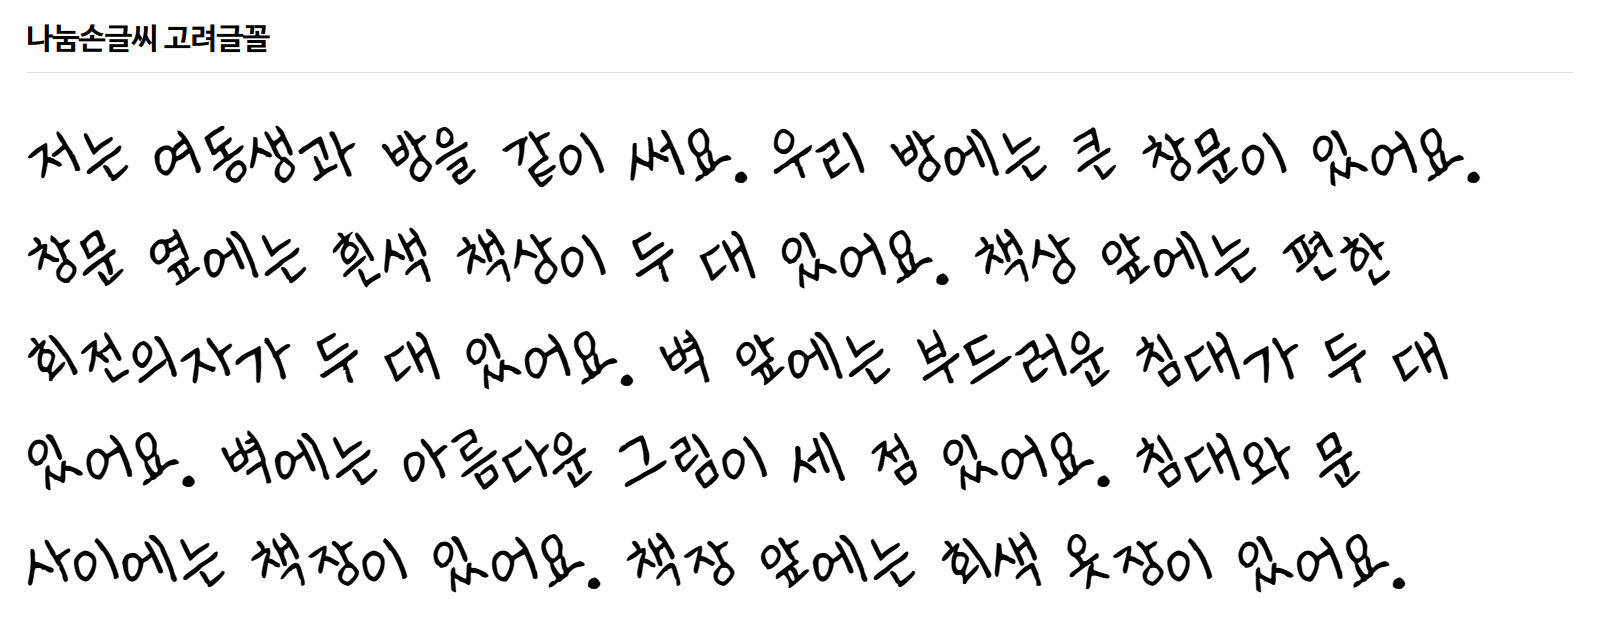 나눔손글씨 고려글꼴
저는 여동생과 방을 같이 써요. 우리 방에는 큰 창문이 있어요.
창문 옆에는 흰색 책상이 두 대 있어요. 책상 앞에는 편한
회전의자가 두 대 있어요. 벽 앞에는 부드러운 침대가 두 대
있어요. 벽에는 아름다운 그림이 세 점 있어요. 침대와 문
사이에는 책장이 있어요. 책장 앞에는 회색 옷장이 있어요.